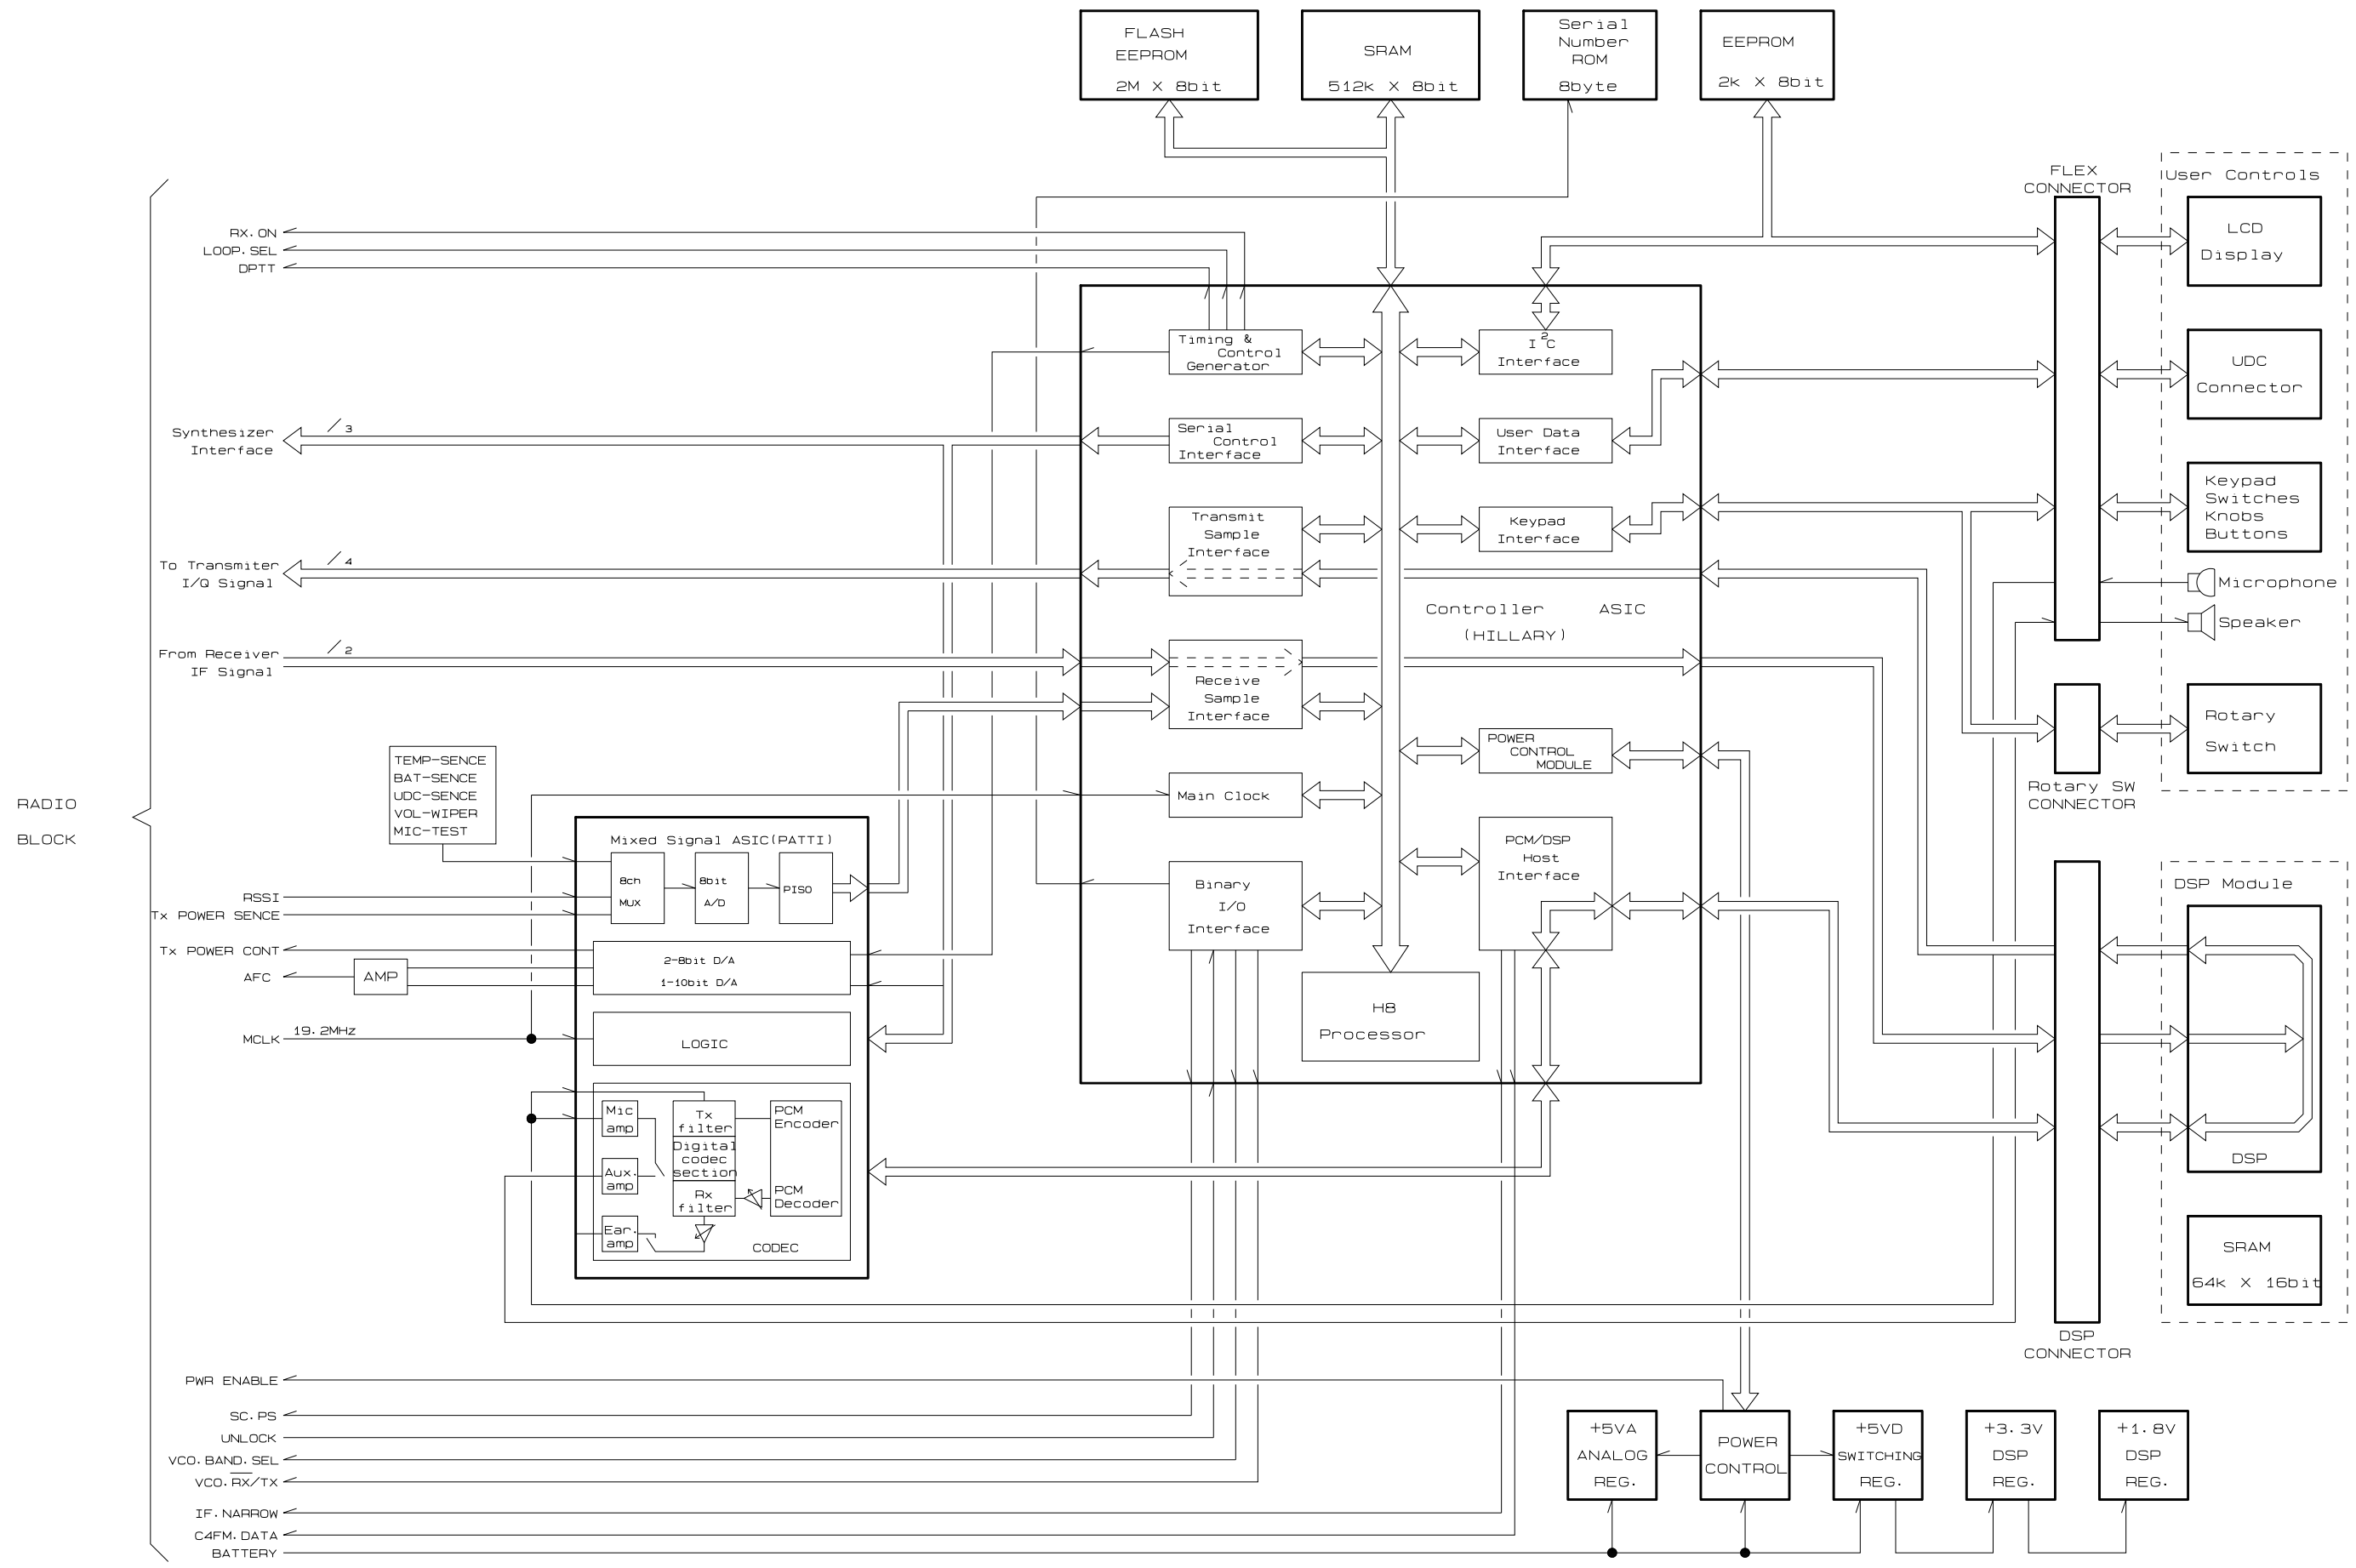 FLASH
EEPROM
2M X 8bit
SRAM
512k X 8bit
Serial
Number
ROM
8byte
EEPROM
2k X 8bit
FLEX
CONNECTOR
User Controls
LCD
Display
UDC
Connector
Keypad
Switches
Knobs
Buttons
Microphone
Speaker
Rotary
Switch
Rotary SW
CONNECTOR
RX.ON
LOOP.SEL
DPTT
Synthesizer
Interface
3
To Transmiter
I/Q Signal
4
From Receiver
IF Signal
2
RADIO
BLOCK
Timing &
Control
Generator
I2C
Interface
Serial
Control
Interface
User Data
Interface
Transmit
Sample
Interface
Keypad
Interface
Controller ASIC
(HILLARY)
Receive
Sample
Interface
POWER
CONTROL
MODULE
Main Clock
PCM/DSP
Host
Interface
Binary
I/O
Interface
H8
Processor
TEMP-SENCE
BAT-SENCE
UDC-SENCE
VOL-WIPER
MIC-TEST
Mixed Signal ASIC(PATTI)
8ch
MUX
8bit
A/D
PISO
RSSI
Tx POWER SENCE
Tx POWER CONT
AFC
AMP
2-8bit D/A
1-10bit D/A
MCLK
19.2MHz
LOGIC
Mic
amp
Tx
filter
PCM
Encoder
Digital
codec
section
Aux.
amp
Rx
filter
PCM
Decoder
Ear.
amp
CODEC
DSP Module
DSP
SRAM
64k X 16bit
DSP
CONNECTOR
PWR ENABLE
SC.PS
UNLOCK
VCO.BAND.SEL
VCO.RX/TX
IF.NARROW
C4FM.DATA
BATTERY
+5VA
ANALOG
REG.
POWER
CONTROL
+5VD
SWITCHING
REG.
+3.3V
DSP
REG.
+1.8V
DSP
REG.